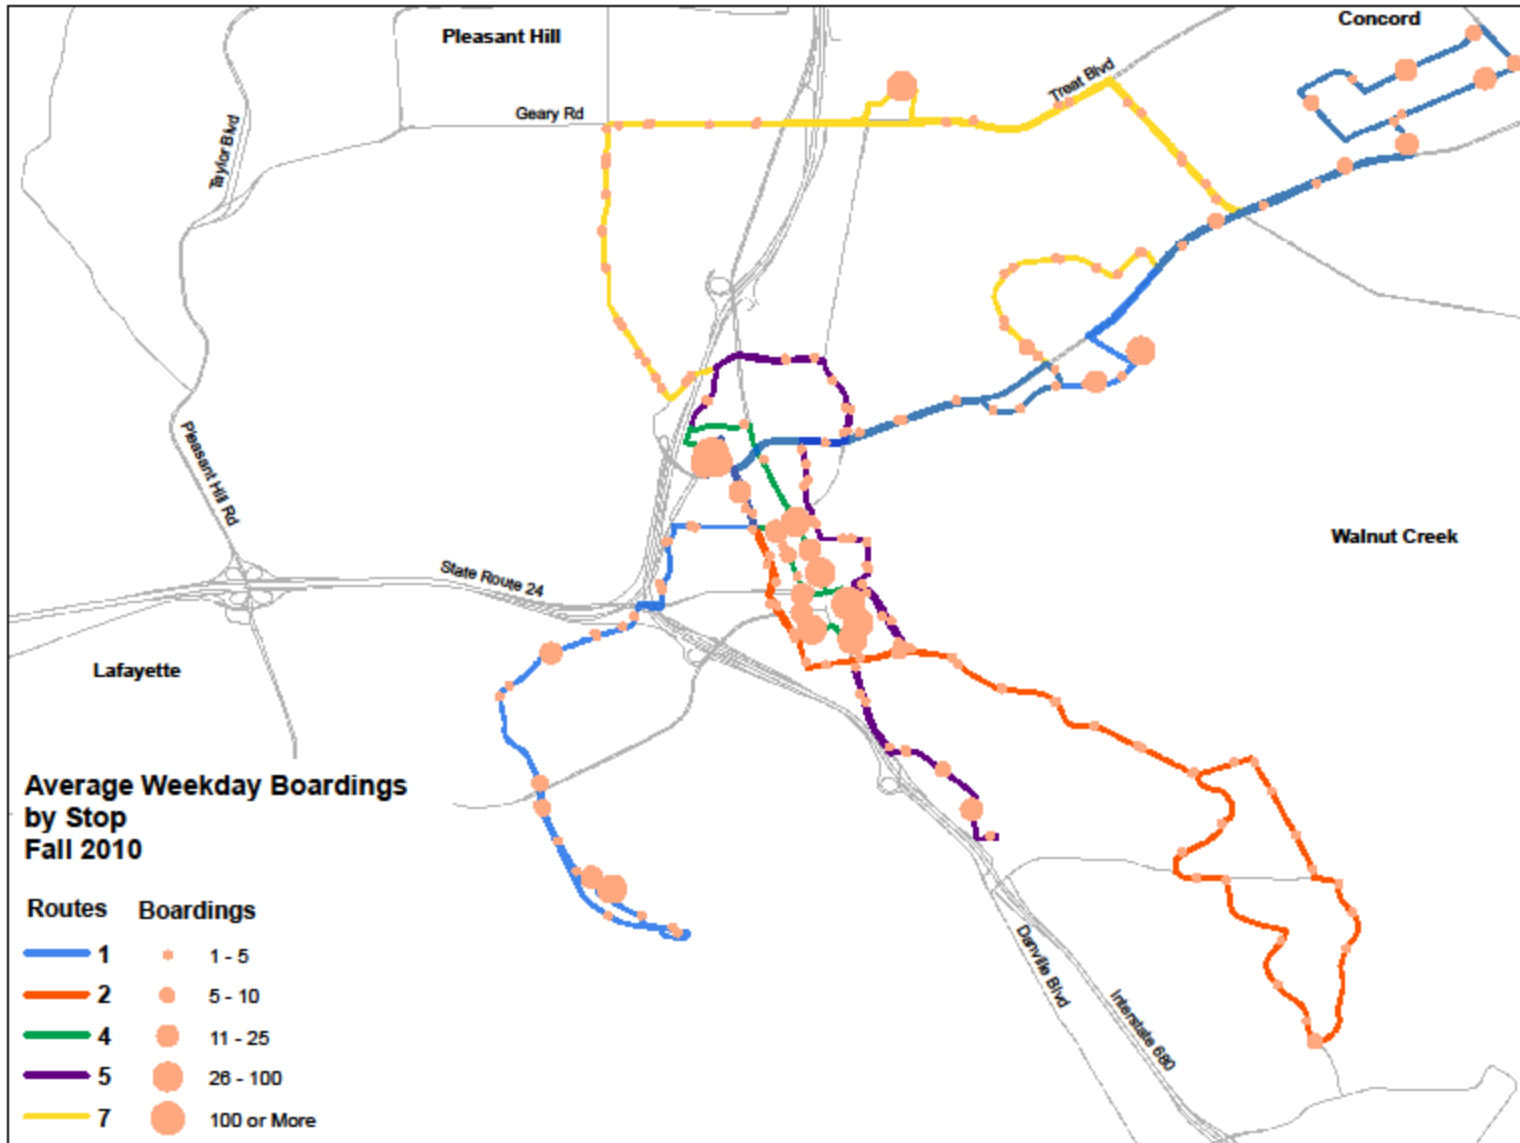 Concord
Pleasant Hill
Treat Blvd
Geary Rd
Taylor Blvd
Pleasant Hill Rd
Walnut Creek
State Route 24
Lafayette
Average Weekday Boardings
by Stop
Fall 2010
Routes Boardings
1 1 - 5
2 5 - 10
4 11 - 25
5 26 - 100
7 100 or More
Danville Blvd
Interstate 680